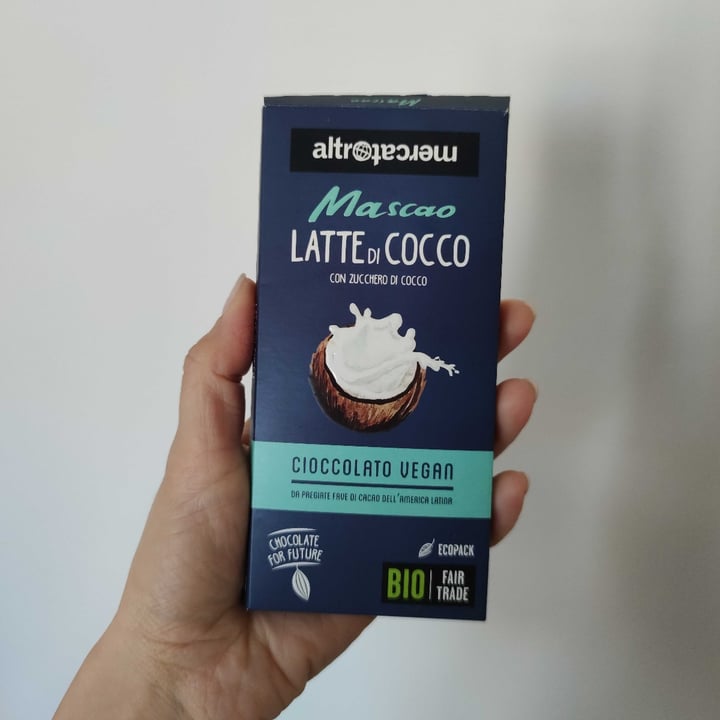 Mascao
altromercato
Mascao
LATTE DI COCCO
CON ZUCCHERO DI COCCO
CIOCCOLATO VEGAN
DA PREGIATE FAVE DI CACAO DELL'AMERICA LATINA
CHOCOLATE
FOR FUTURE
ECOPACK
BIO FAIR
TRADE